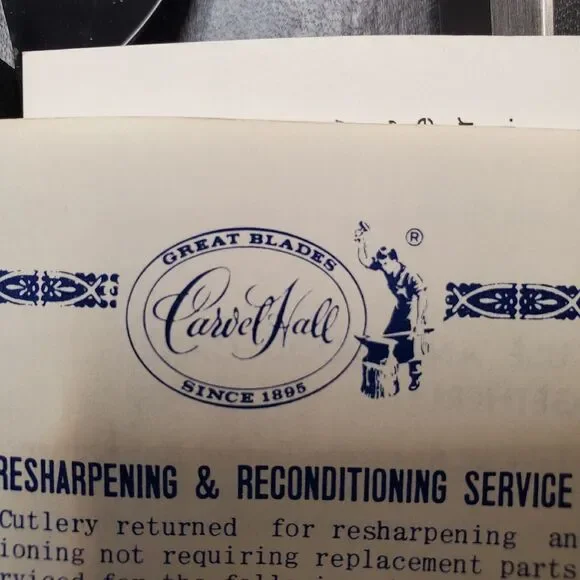 GREAT BLADES
Carvel Hall
®
SINCE 1895
RESHARPENING & RECONDITIONING SERVICE
Cutlery returned for resharpening an
ioning not requiring replacement parts